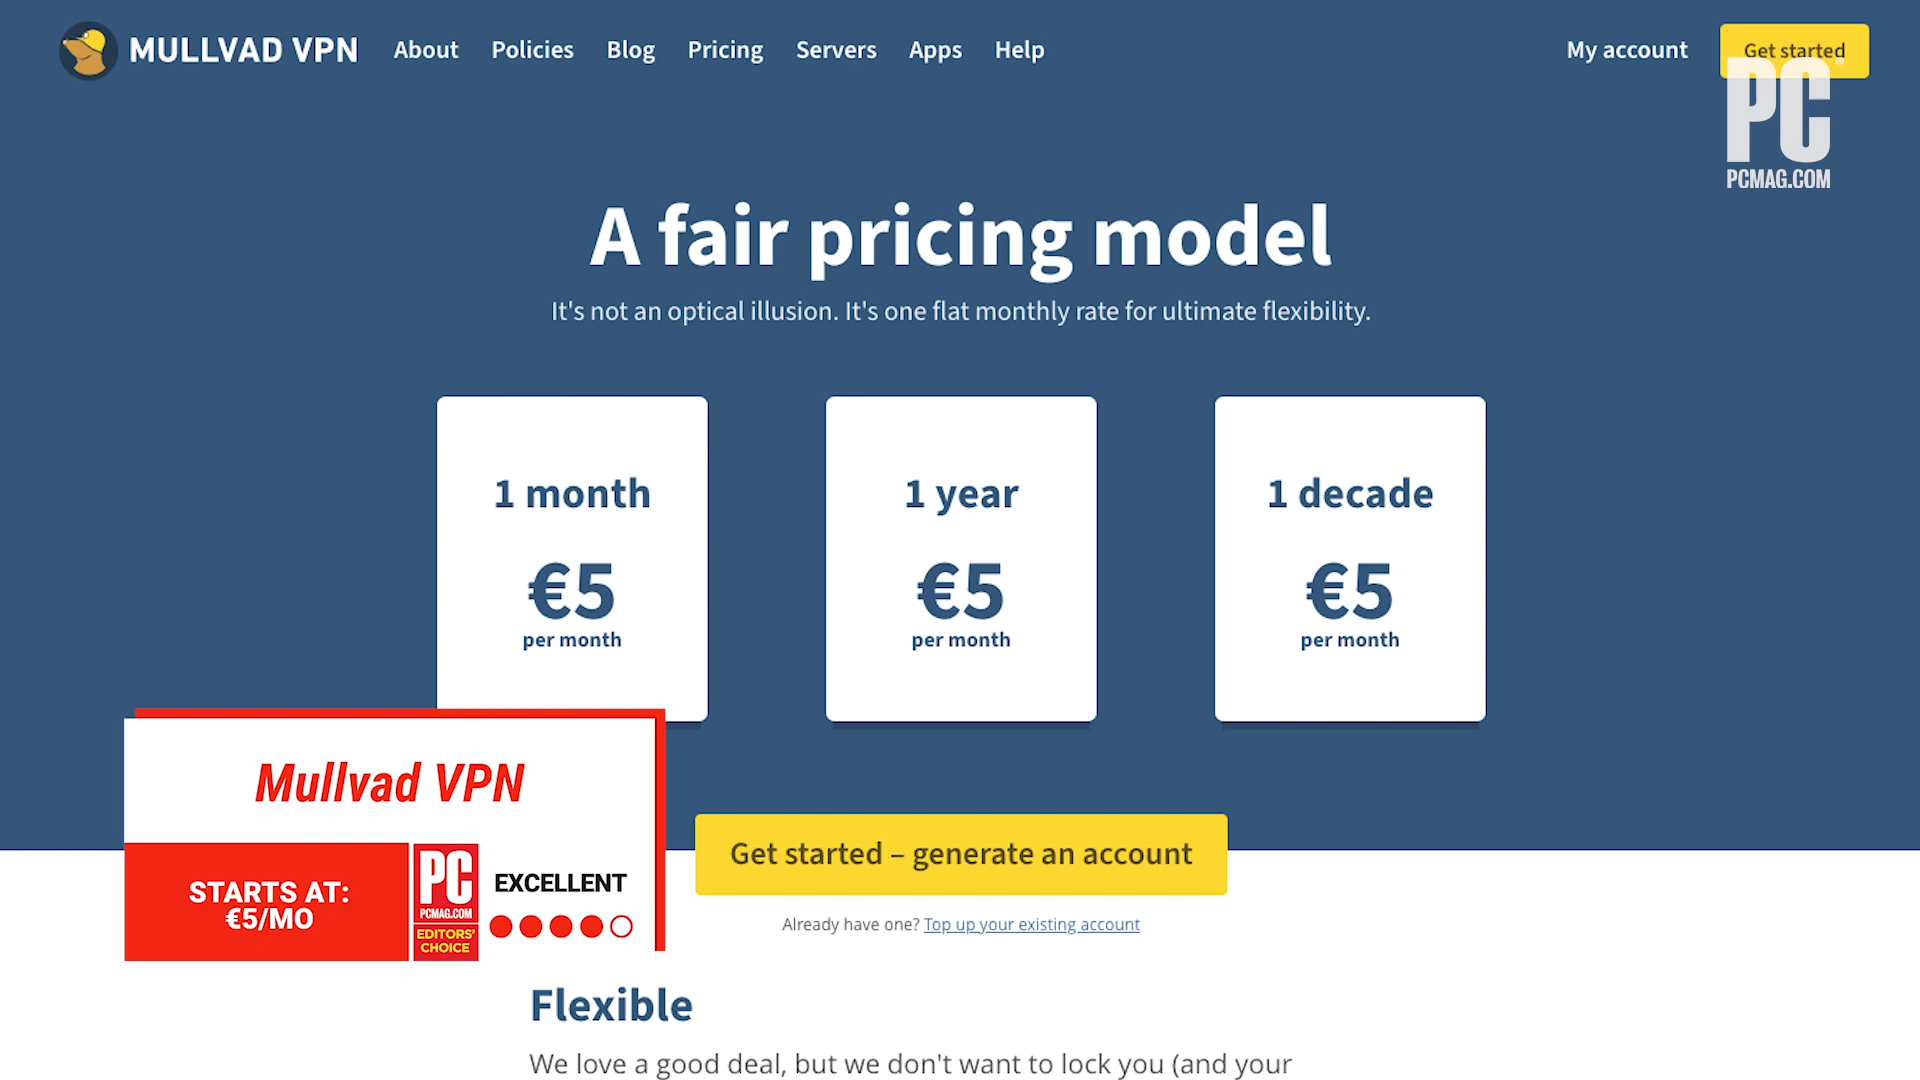 MULLVAD VPN About Policies Blog Pricing Servers Apps Help My account Get started
PC
PCMAG.COM
A fair pricing model
It's not an optical illusion. It's one flat monthly rate for ultimate flexibility.
1 month
€5
per month
1 year
€5
per month
1 decade
€5
per month
Mullvad VPN
STARTS AT:
€5/MO
PC
PCMAG.COM
EDITORS'
CHOICE
EXCELLENT
Get started – generate an account
Already have one? Top up your existing account
Flexible
We love a good deal, but we don't want to lock you (and your